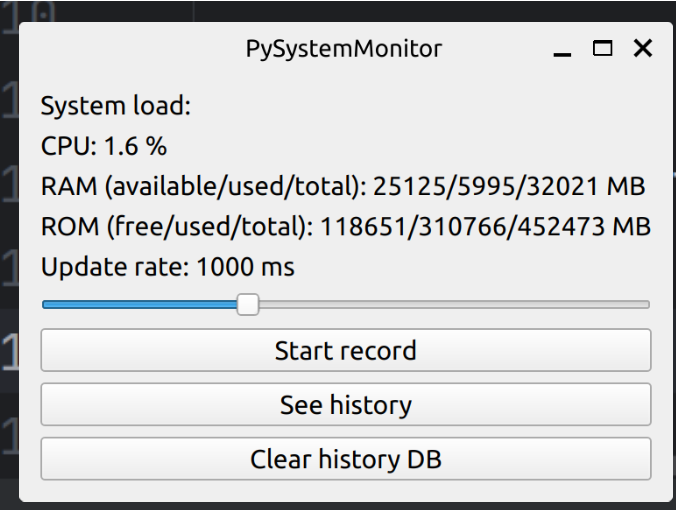 PySystemMonitor
System load:
CPU: 1.6 %
RAM (available/used/total): 25125/5995/32021 MB
ROM (free/used/total): 118651/310766/452473 MB
Update rate: 1000 ms
Start record
See history
Clear history DB